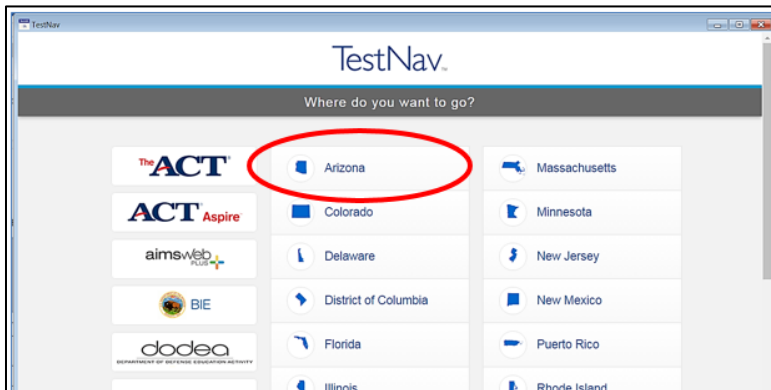 TestNav
TestNav™
Where do you want to go?
The ACT®
Arizona
Massachusetts
ACT Aspire®
Colorado
Minnesota
aimsweb PLUS
Delaware
New Jersey
BIE
District of Columbia
New Mexico
dodea
DEPARTMENT OF DEFENSE EDUCATION ACTIVITY
Florida
Puerto Rico
Illinois
Rhode Island